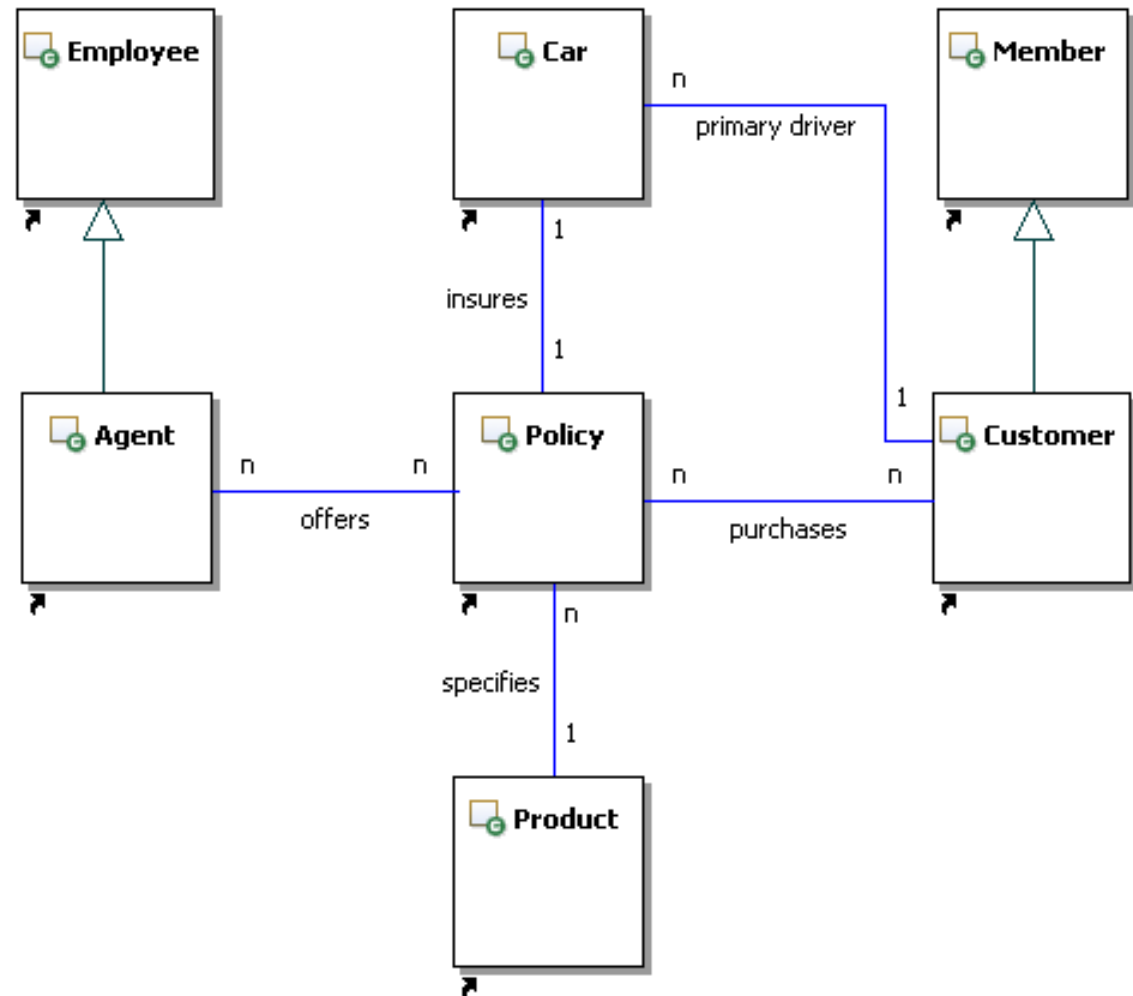 Employee
Car
Member
n
primary driver
1
insures
1
1
Agent
Policy
Customer
n
n
n
n
offers
purchases
n
specifies
1
Product